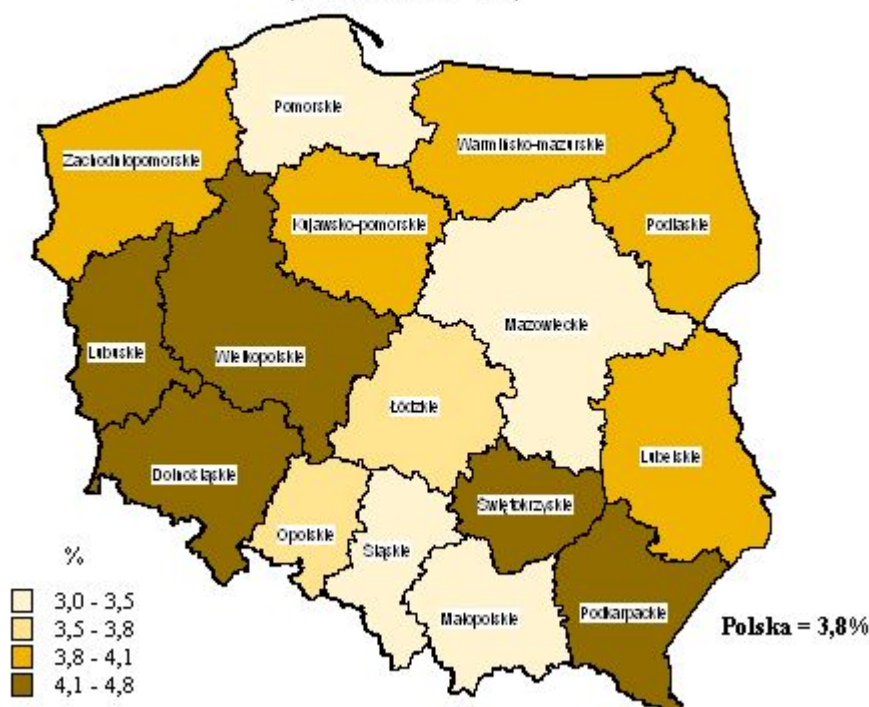 Pomorskie
Warmińsko-mazurskie
Zachodniopomorskie
Podlaskie
Kujawsko-pomorskie
Mazowieckie
Lubuskie
Wielkopolskie
Łódzkie
Lubelskie
Dolnośląskie
Świętokrzyskie
Opolskie
Śląskie
Małopolskie
Podkarpackie
%
3,0 - 3,5
3,5 - 3,8
3,8 - 4,1
4,1 - 4,8
Polska = 3,8%